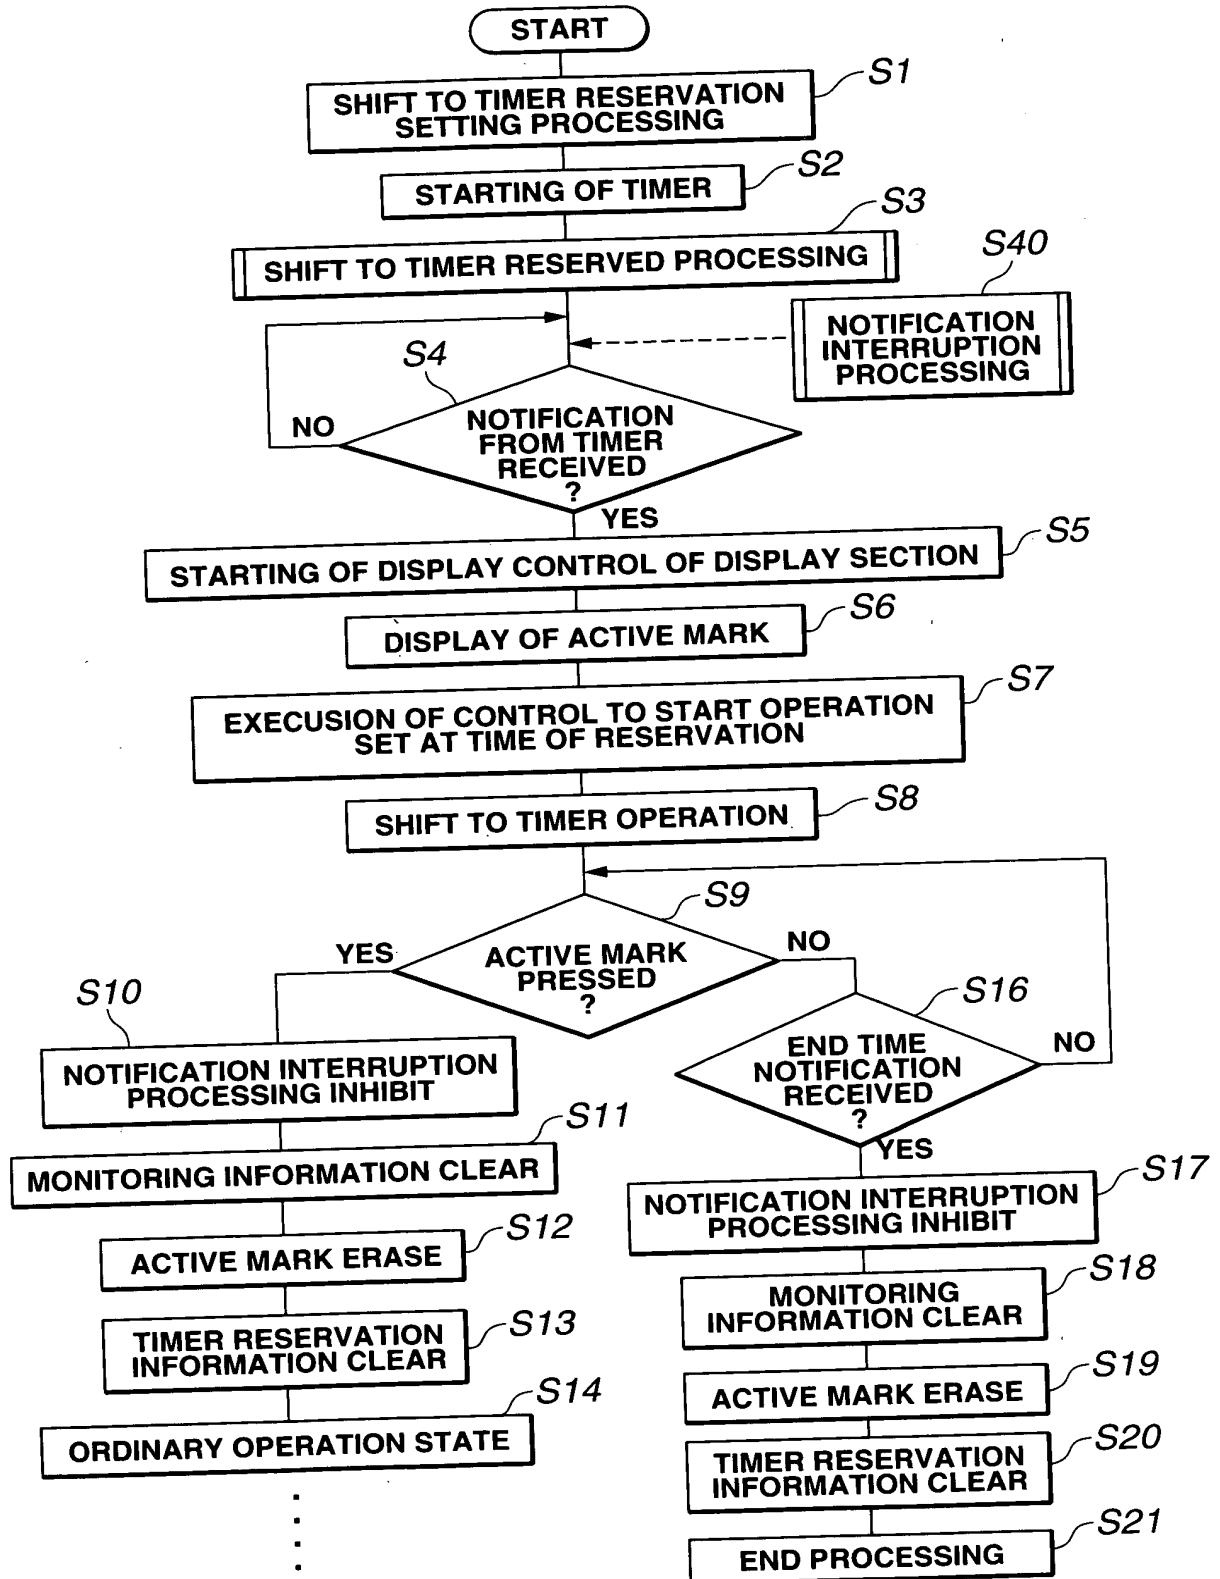 START
S1
SHIFT TO TIMER RESERVATION
SETTING PROCESSING
S2
STARTING OF TIMER
S3
SHIFT TO TIMER RESERVED PROCESSING
S40
NOTIFICATION
INTERRUPTION
PROCESSING
S4
NO
NOTIFICATION
FROM TIMER
RECEIVED
?
YES
S5
STARTING OF DISPLAY CONTROL OF DISPLAY SECTION
S6
DISPLAY OF ACTIVE MARK
S7
EXECUSION OF CONTROL TO START OPERATION
SET AT TIME OF RESERVATION
S8
SHIFT TO TIMER OPERATION
S9
YES
ACTIVE MARK
PRESSED
?
NO
S10
NOTIFICATION INTERRUPTION
PROCESSING INHIBIT
S11
MONITORING INFORMATION CLEAR
S12
ACTIVE MARK ERASE
S13
TIMER RESERVATION
INFORMATION CLEAR
S14
ORDINARY OPERATION STATE
S16
END TIME
NOTIFICATION
RECEIVED
?
NO
YES
S17
NOTIFICATION INTERRUPTION
PROCESSING INHIBIT
S18
MONITORING
INFORMATION CLEAR
S19
ACTIVE MARK ERASE
S20
TIMER RESERVATION
INFORMATION CLEAR
S21
END PROCESSING